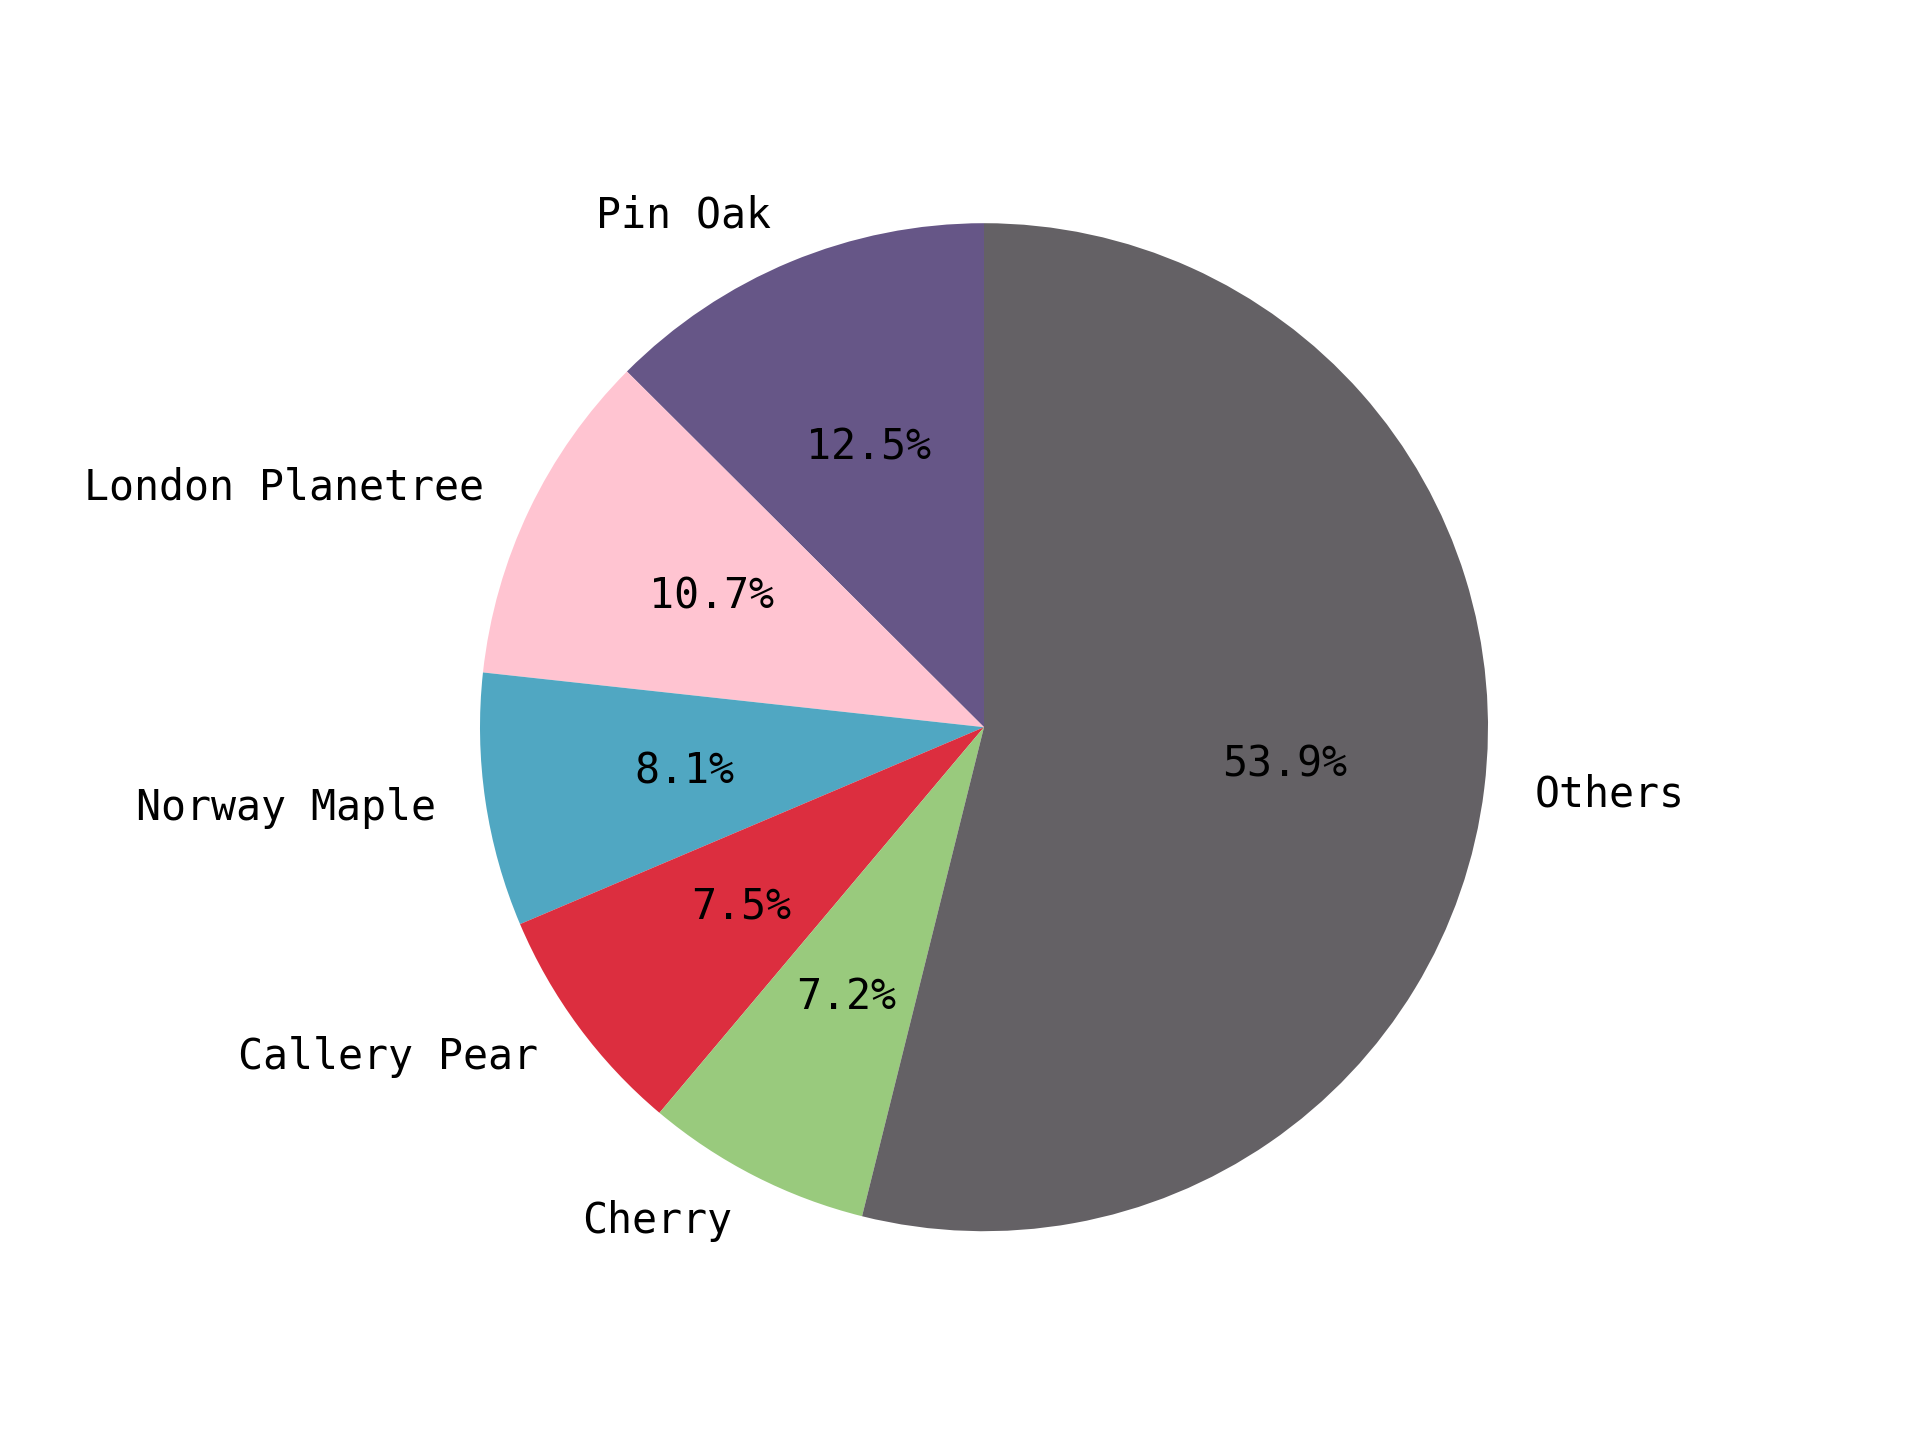 Pin Oak
12.5%
London Planetree
10.7%
53.9%
8.1%
Others
Norway Maple
7.5%
7.2%
Callery Pear
Cherry